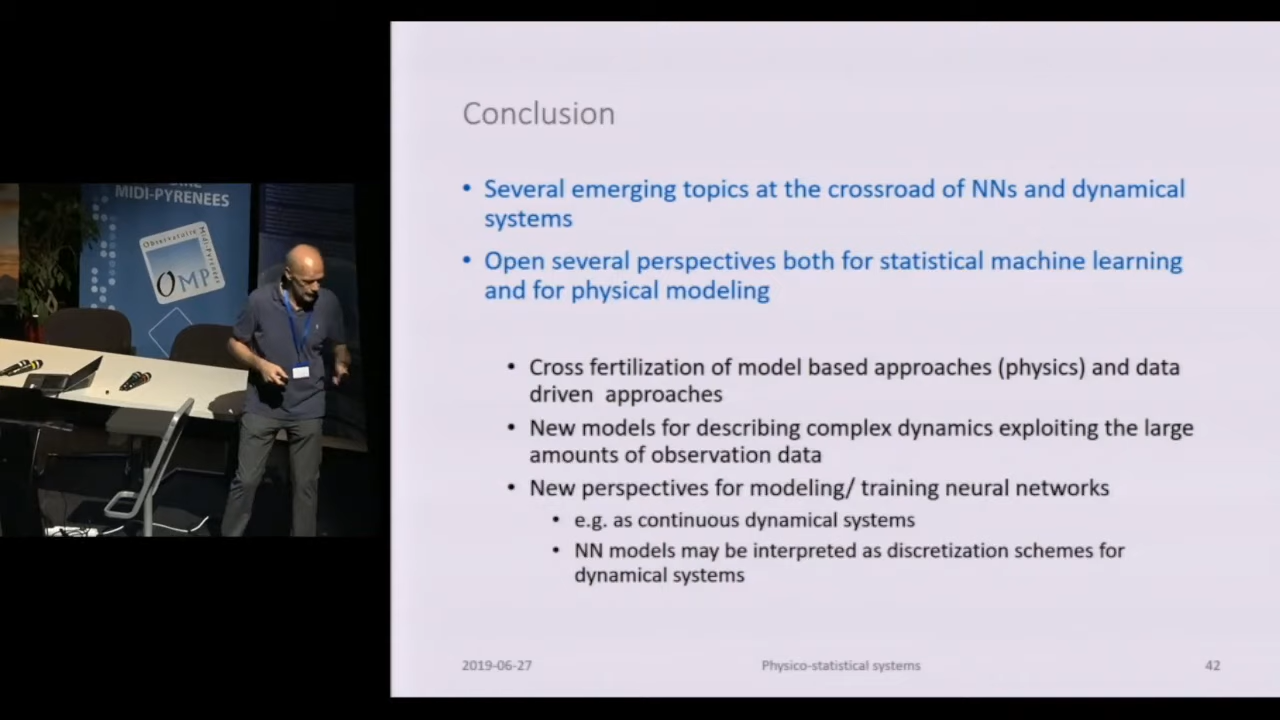 MIDI-PYRENEES
Observatoire
Midi-Pyrénées
OMP
Conclusion
• Several emerging topics at the crossroad of NNs and dynamical
systems
• Open several perspectives both for statistical machine learning
and for physical modeling
• Cross fertilization of model based approaches (physics) and data
driven approaches
• New models for describing complex dynamics exploiting the large
amounts of observation data
• New perspectives for modeling/ training neural networks
• e.g. as continuous dynamical systems
• NN models may be interpreted as discretization schemes for
dynamical systems
2019-06-27
Physico-statistical systems
42